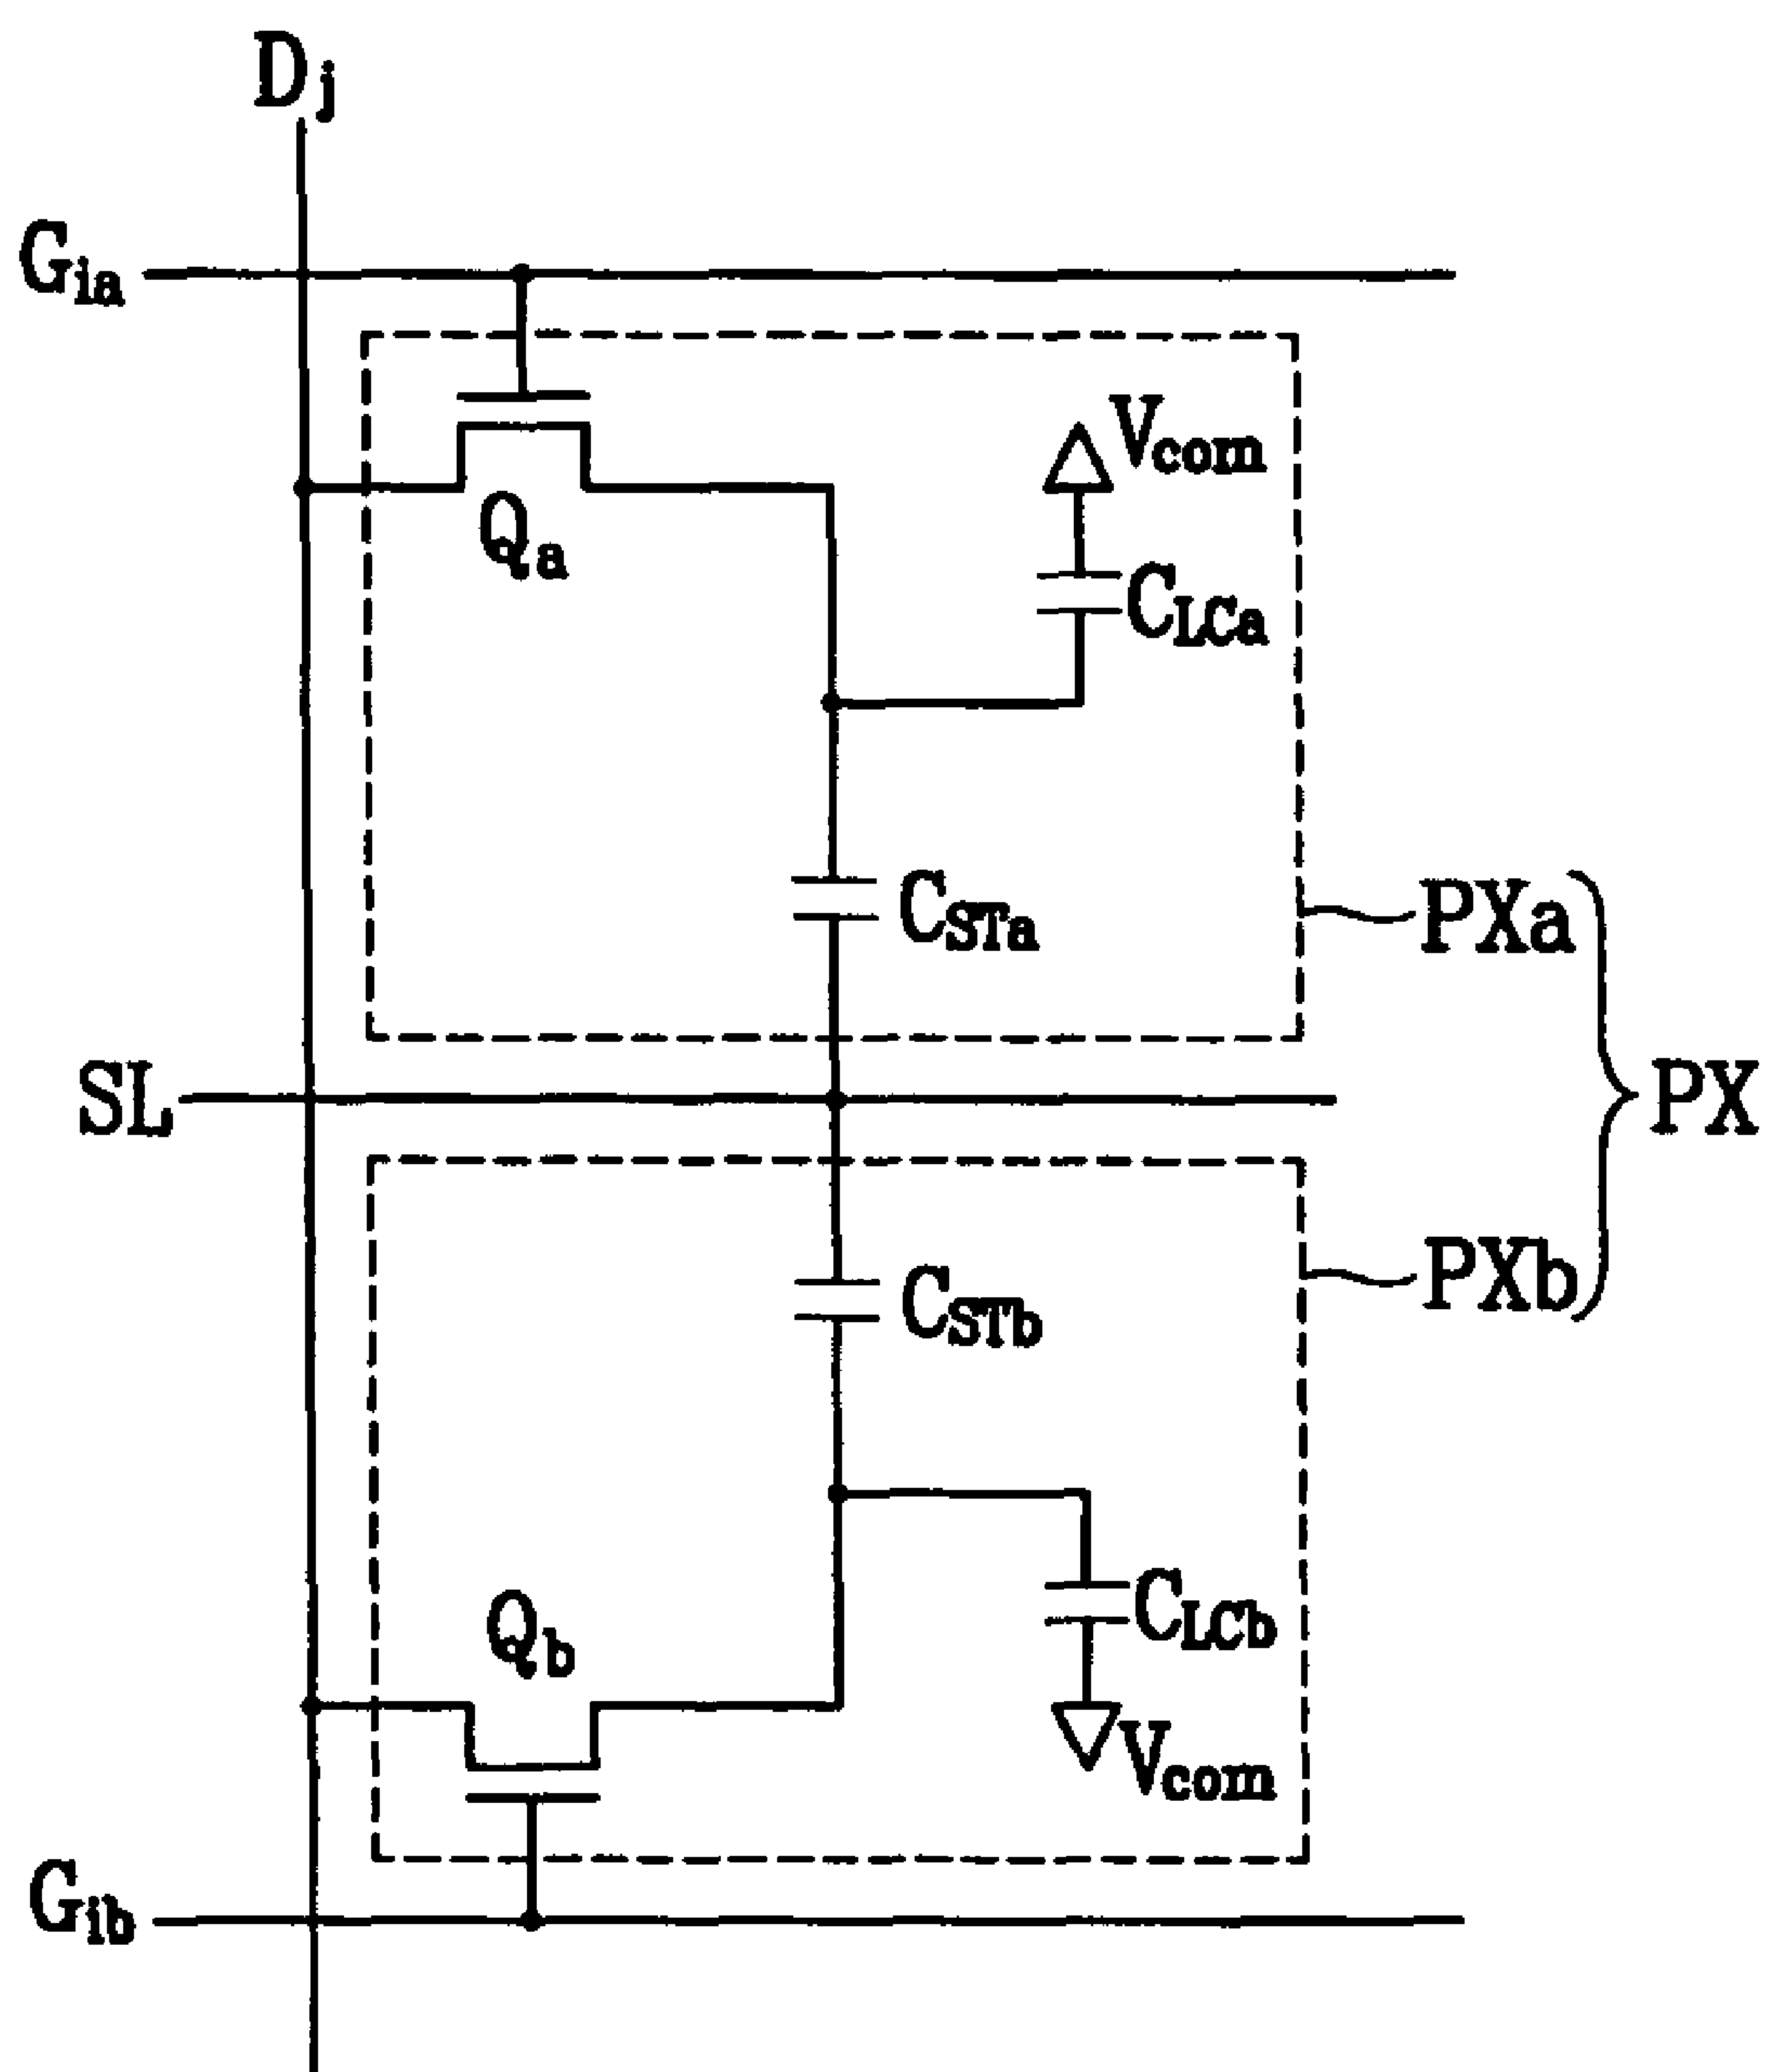 Dj
Gia
Vcom
Qa
CLCa
CSTa
PXa
SL
PX
PXb
CSTb
CLCb
Qb
Vcom
Gib